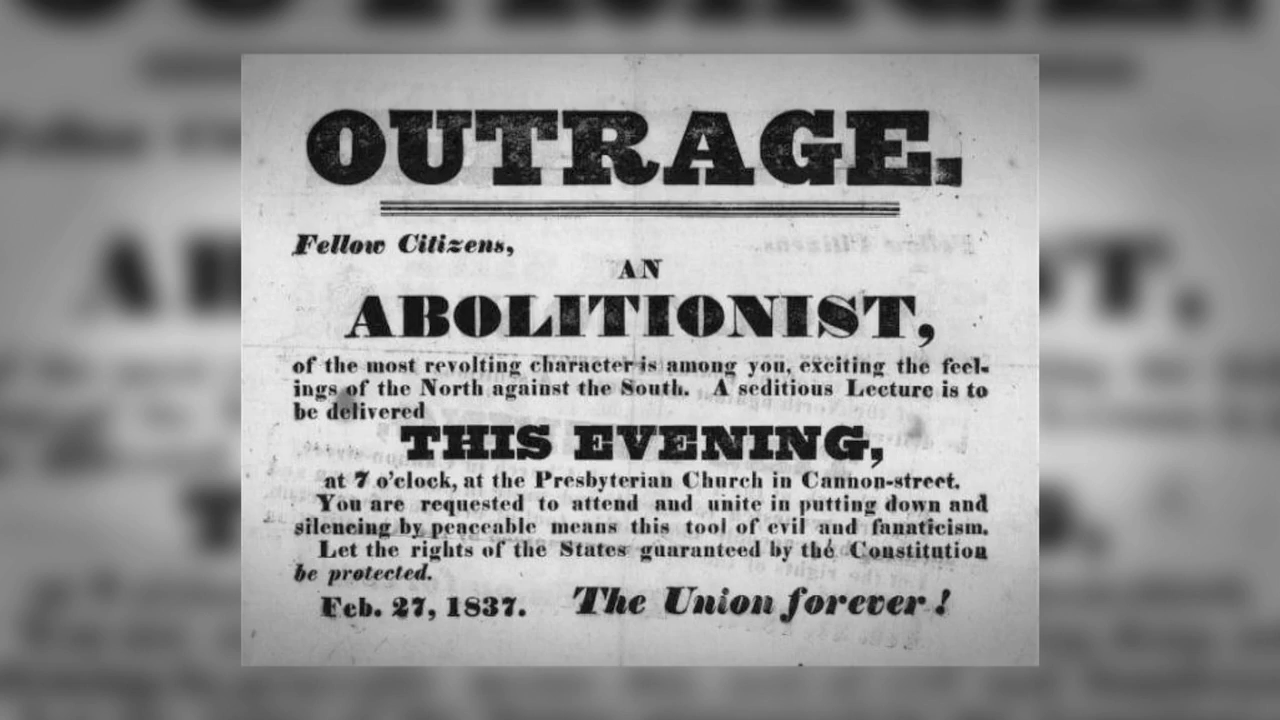 OUTRAGE.
Fellow Citizens,
AN
ABOLITIONIST,
of the most revolting character is among you, exciting the feel-
ings of the North against the South. A seditious Lecture is to
be delivered
THIS EVENING,
at 7 o'clock, at the Presbyterian Church in Cannon-street.
You are requested to attend and unite in putting down and
silencing by peaceable means this tool of evil and fanaticism.
Let the rights of the States guaranteed by the Constitution
be protected.
Feb. 27, 1837. The Union forever!